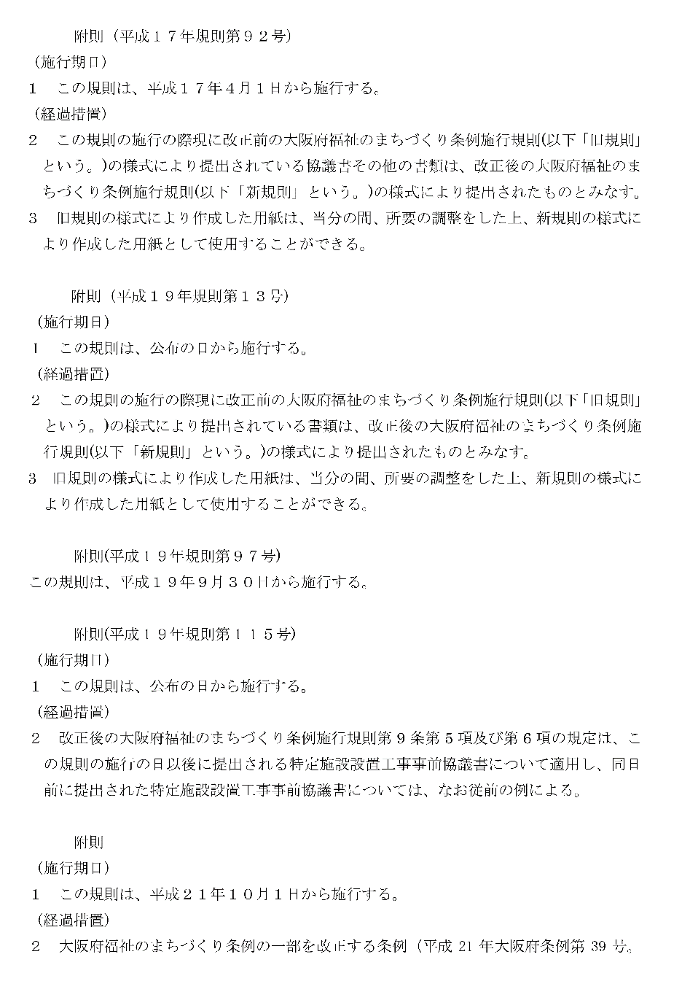 附則（平成１７年規則第９２号）
（施行期日）
１　この規則は、平成１７年４月１日から施行する。
（経過措置）
２　この規則の施行の際現に改正前の大阪府福祉のまちづくり条例施行規則(以下「旧規則」
という。)の様式により提出されている協議書その他の書類は、改正後の大阪府福祉のま
ちづくり条例施行規則(以下「新規則」という。)の様式により提出されたものとみなす。
３　旧規則の様式により作成した用紙は、当分の間、所要の調整をした上、新規則の様式に
より作成した用紙として使用することができる。
附則（平成１９年規則第１３号）
（施行期日）
１　この規則は、公布の日から施行する。
（経過措置）
２　この規則の施行の際現に改正前の大阪府福祉のまちづくり条例施行規則(以下「旧規則」
という。)の様式により提出されている書類は、改正後の大阪府福祉のまちづくり条例施
行規則(以下「新規則」という。)の様式により提出されたものとみなす。
３　旧規則の様式により作成した用紙は、当分の間、所要の調整をした上、新規則の様式に
より作成した用紙として使用することができる。
附則(平成１９年規則第９７号)
この規則は、平成１９年９月３０日から施行する。
附則(平成１９年規則第１１５号)
（施行期日）
１　この規則は、公布の日から施行する。
（経過措置）
２　改正後の大阪府福祉のまちづくり条例施行規則第 9 条第 5 項及び第 6 項の規定は、こ
の規則の施行の日以後に提出される特定施設設置工事事前協議書について適用し、同日
前に提出された特定施設設置工事事前協議書については、なお従前の例による。
附則
（施行期日）
１　この規則は、平成２１年１０月１日から施行する。
（経過措置）
２　大阪府福祉のまちづくり条例の一部を改正する条例（平成 21 年大阪府条例第 39 号。